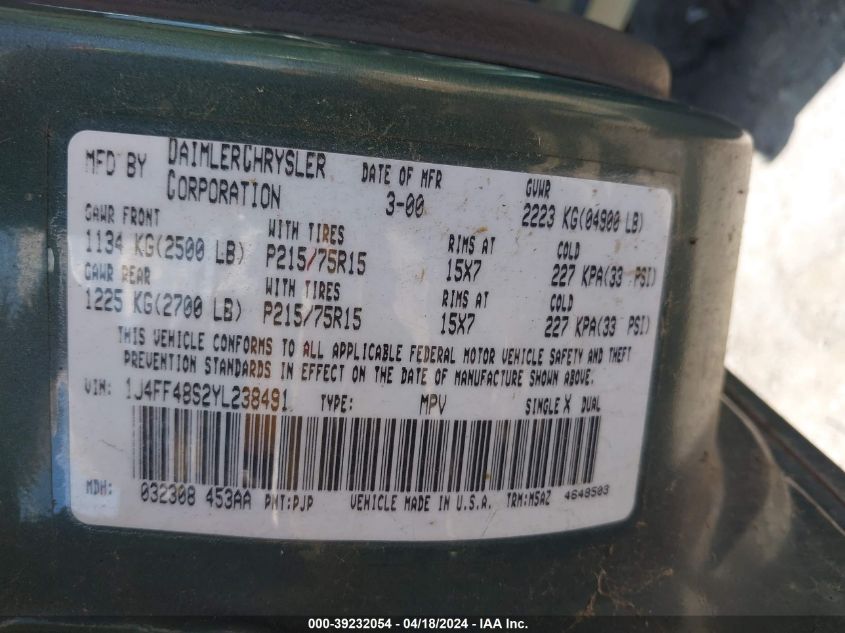 MFD BY DAIMLERCHRYSLER CORPORATION DATE OF MFR 3-00 GVWR 2223 KG(04900 LB)
GAWR FRONT WITH TIRES RIMS AT COLD
1134 KG(2500 LB) P215/75R15 15X7 227 KPA(33 PSI)
GAWR REAR WITH TIRES RIMS AT COLD
1225 KG(2700 LB) P215/75R15 15X7 227 KPA(33 PSI)
THIS VEHICLE CONFORMS TO ALL APPLICABLE FEDERAL MOTOR VEHICLE SAFETY AND THEFT
PREVENTION STANDARDS IN EFFECT ON THE DATE OF MANUFACTURE SHOWN ABOVE.
VIN: 1J4FF48S2YL238491 TYPE: MPV SINGLE X DUAL
MDH: 032308 453AA PNT:PJP VEHICLE MADE IN U.S.A. TRM:M5AZ 4648503
000-39232054 - 04/18/2024 - IAA Inc.